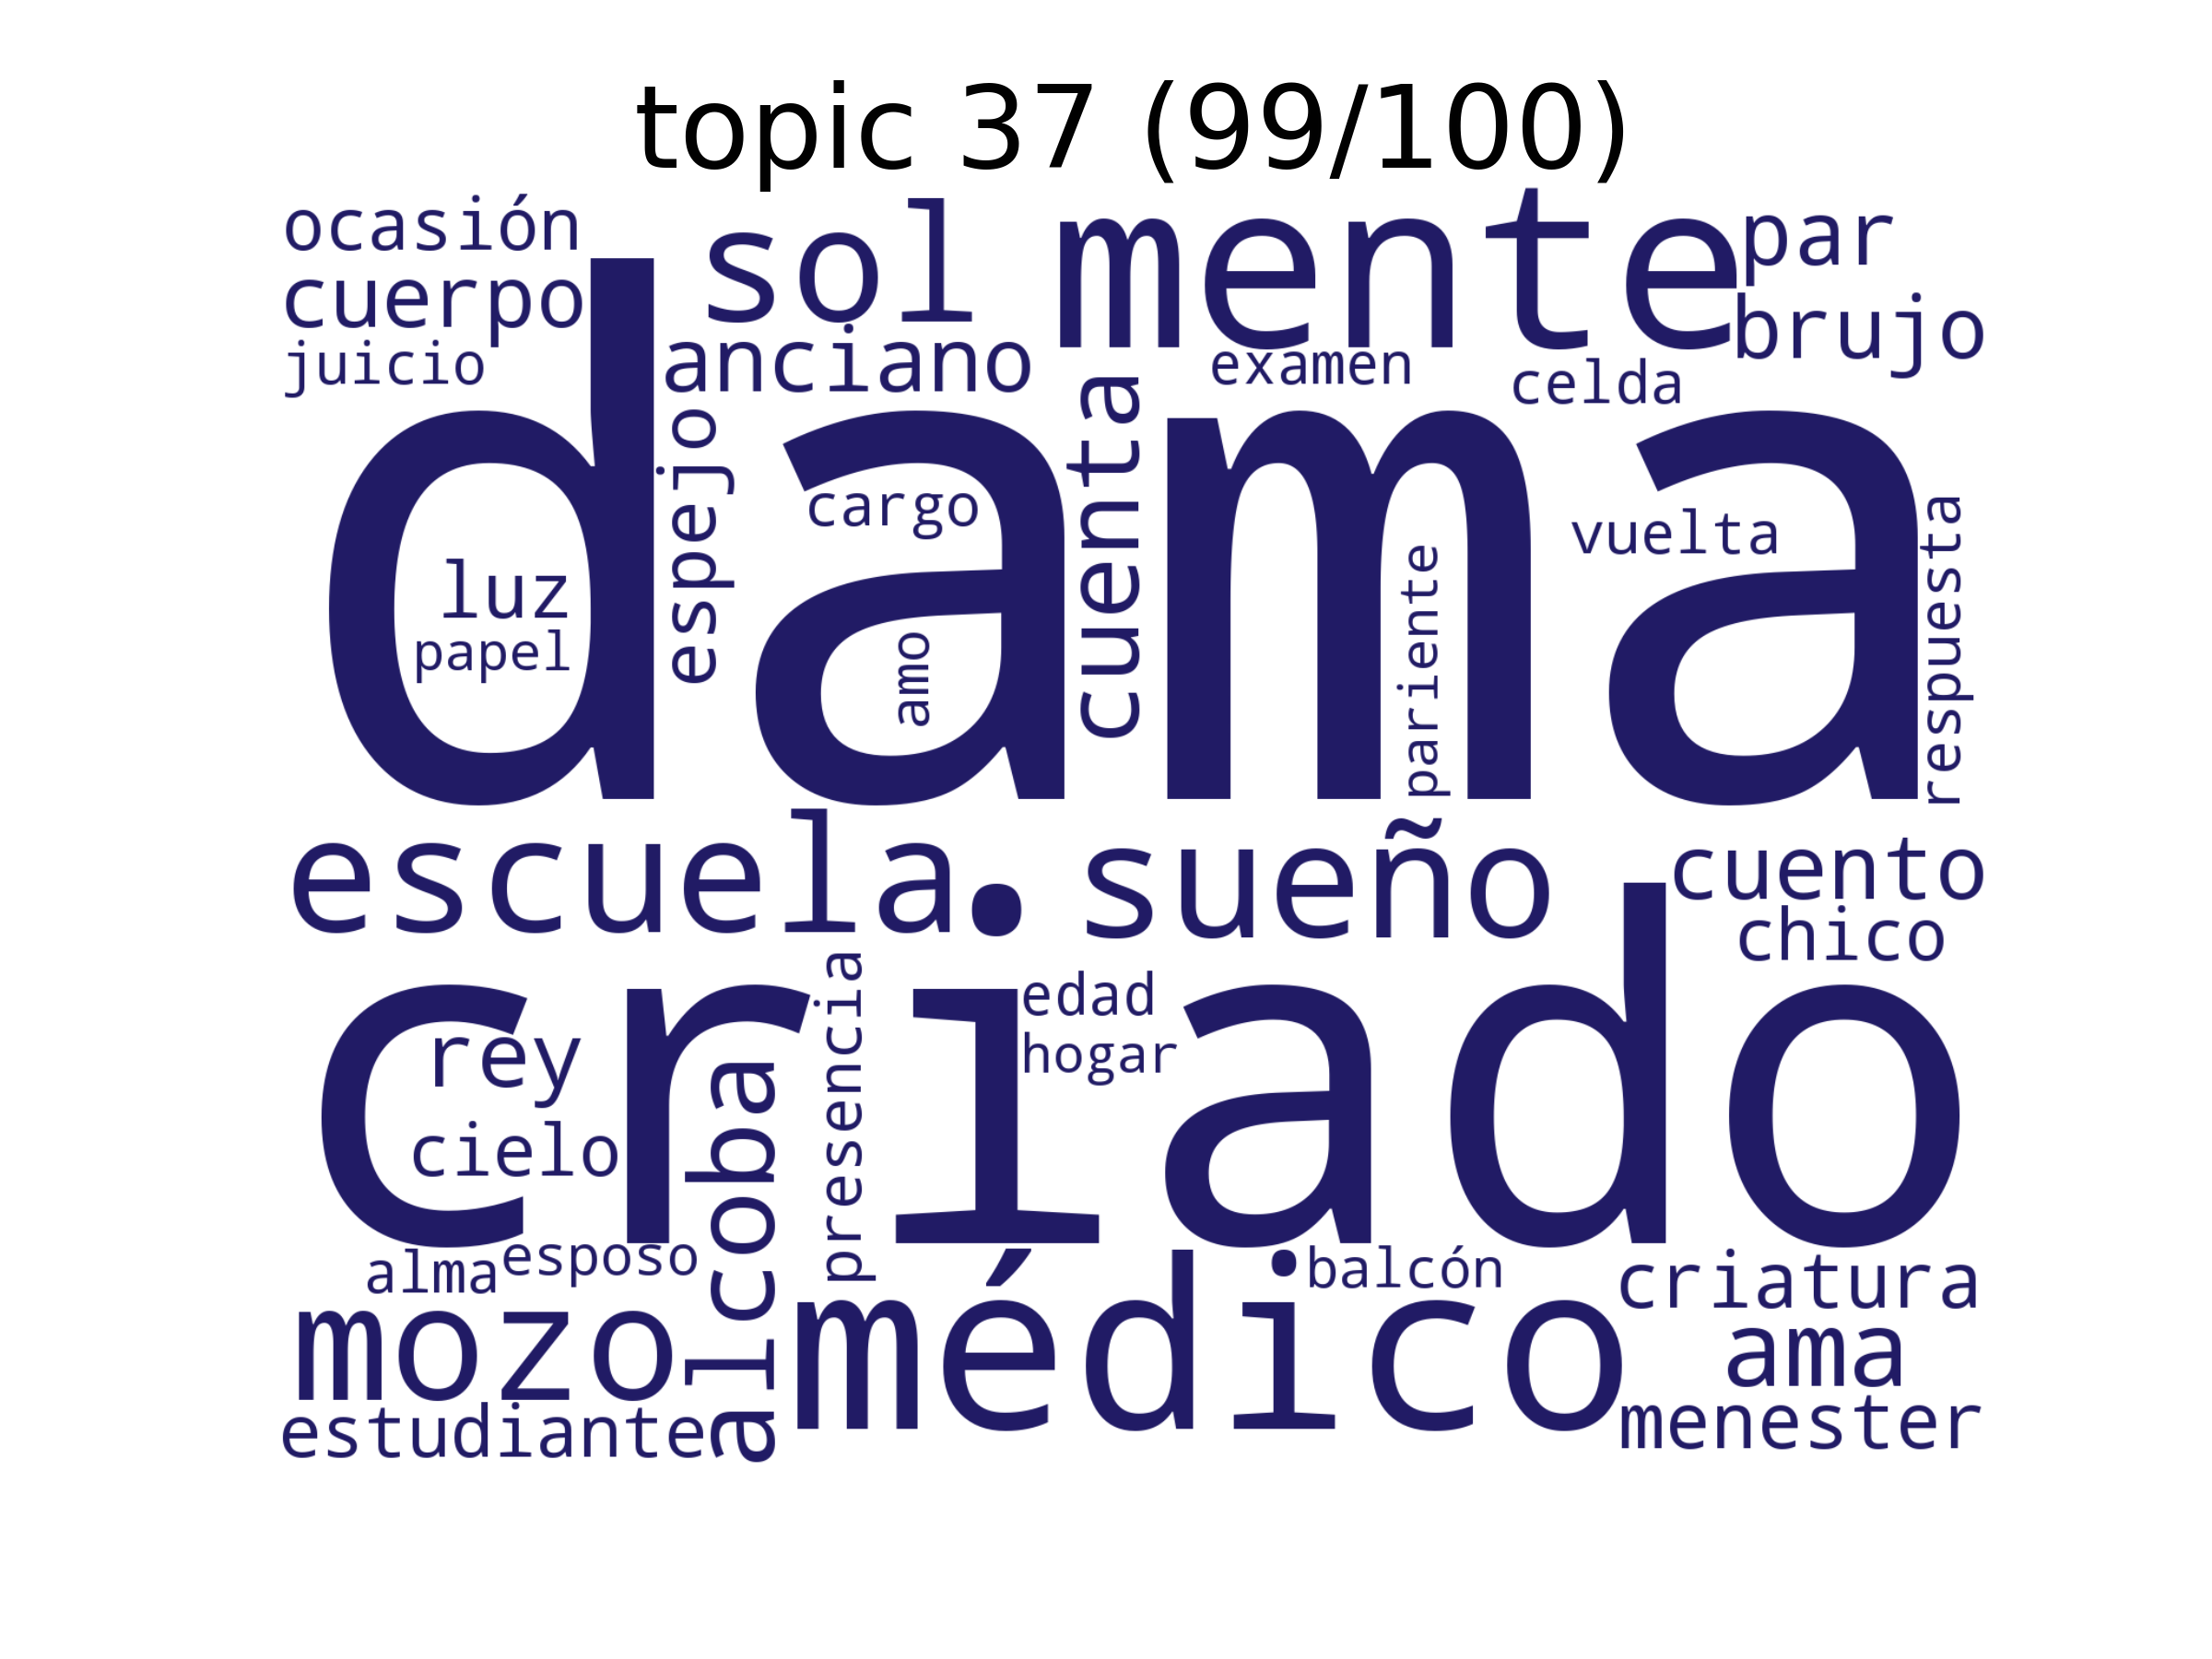 topic 37 (99/100)
ocasión
sol
mente
par
cuerpo
brujo
juicio
anciano
examen
celda
dama
espejo
cargo
cuenta
vuelta
respuesta
luz
papel
amo
pariente
escuela
sueño
cuento
chico
criado
presencia
edad
hogar
rey
cielo
alcoba
alma
esposo
balcón
criatura
mozo
médico
ama
estudiante
menester